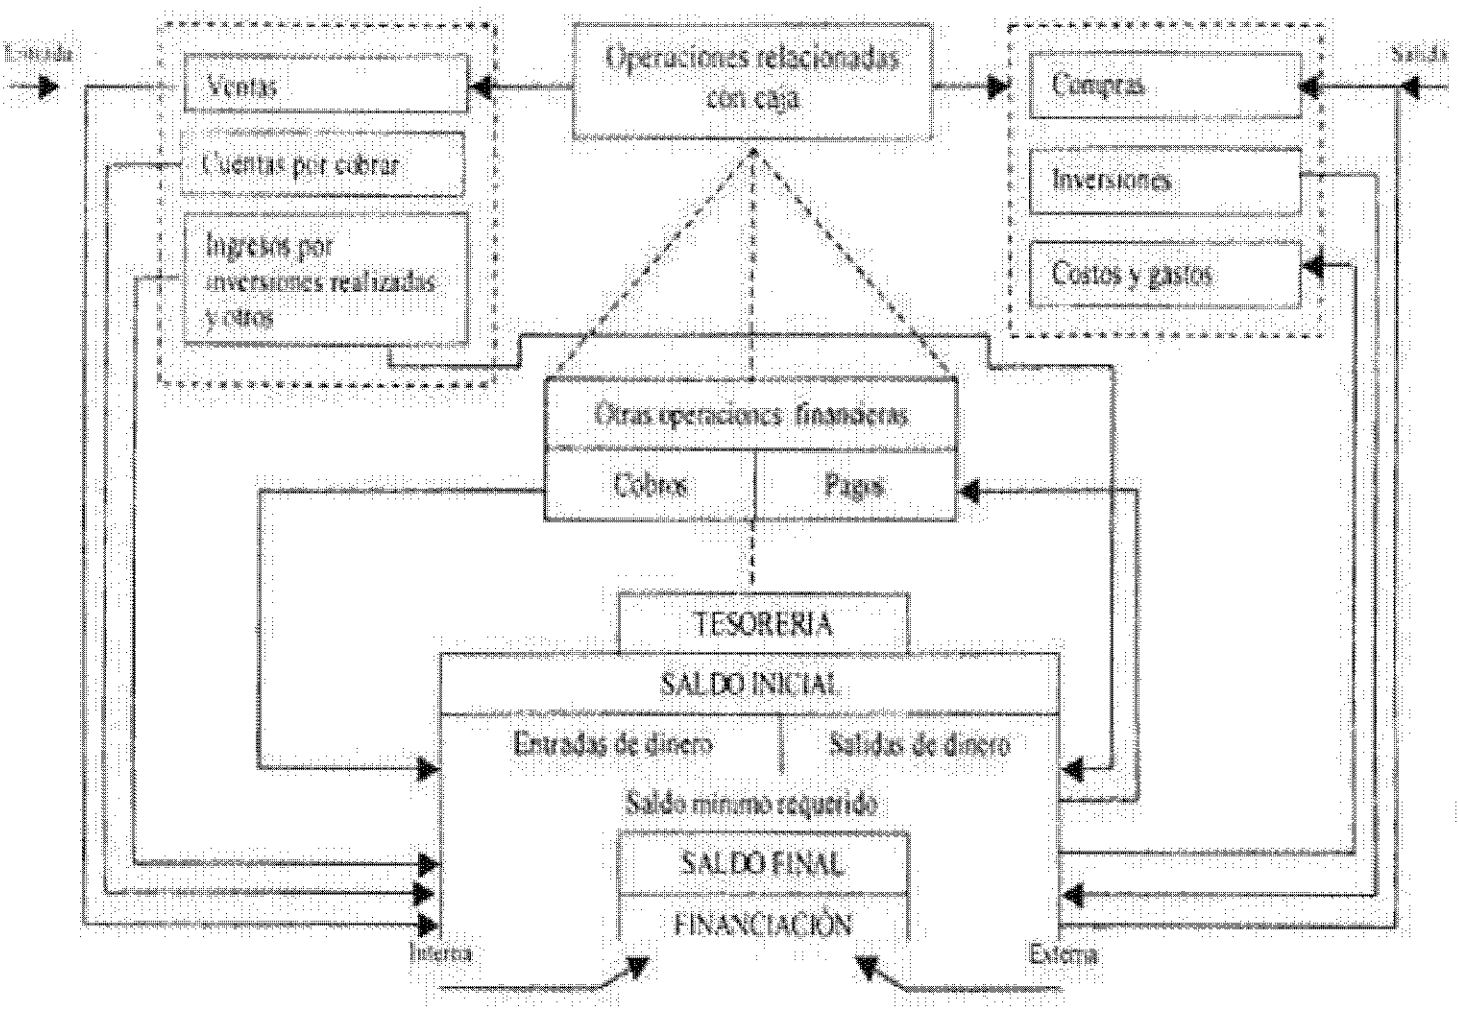 Entrada
Operaciones relacionadas
con caja
Salida
Ventas
Compras
Cuentas por cobrar
Inversiones
Ingresos por
inversiones realizadas
y otros
Costos y gastos
Otras operaciones financieras
Cobros
Pagos
TESORERIA
SALDO INICIAL
Entradas de dinero
Salidas de dinero
Saldo mínimo requerido
SALDO FINAL
FINANCIACIÓN
Interna
Externa